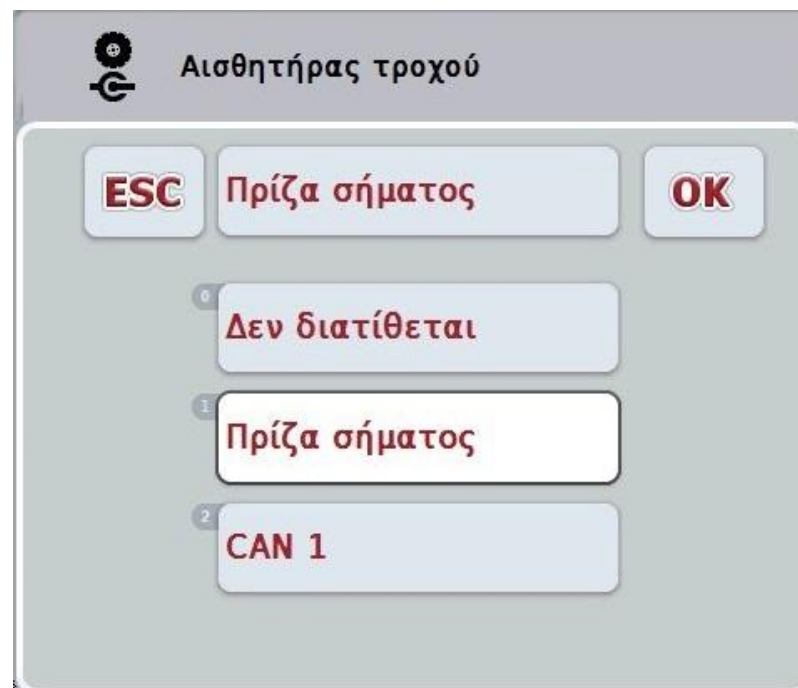 Αισθητήρας τροχού
ESC Πρίζα σήματος OK
0
Δεν διατίθεται
1
Πρίζα σήματος
2
CAN 1